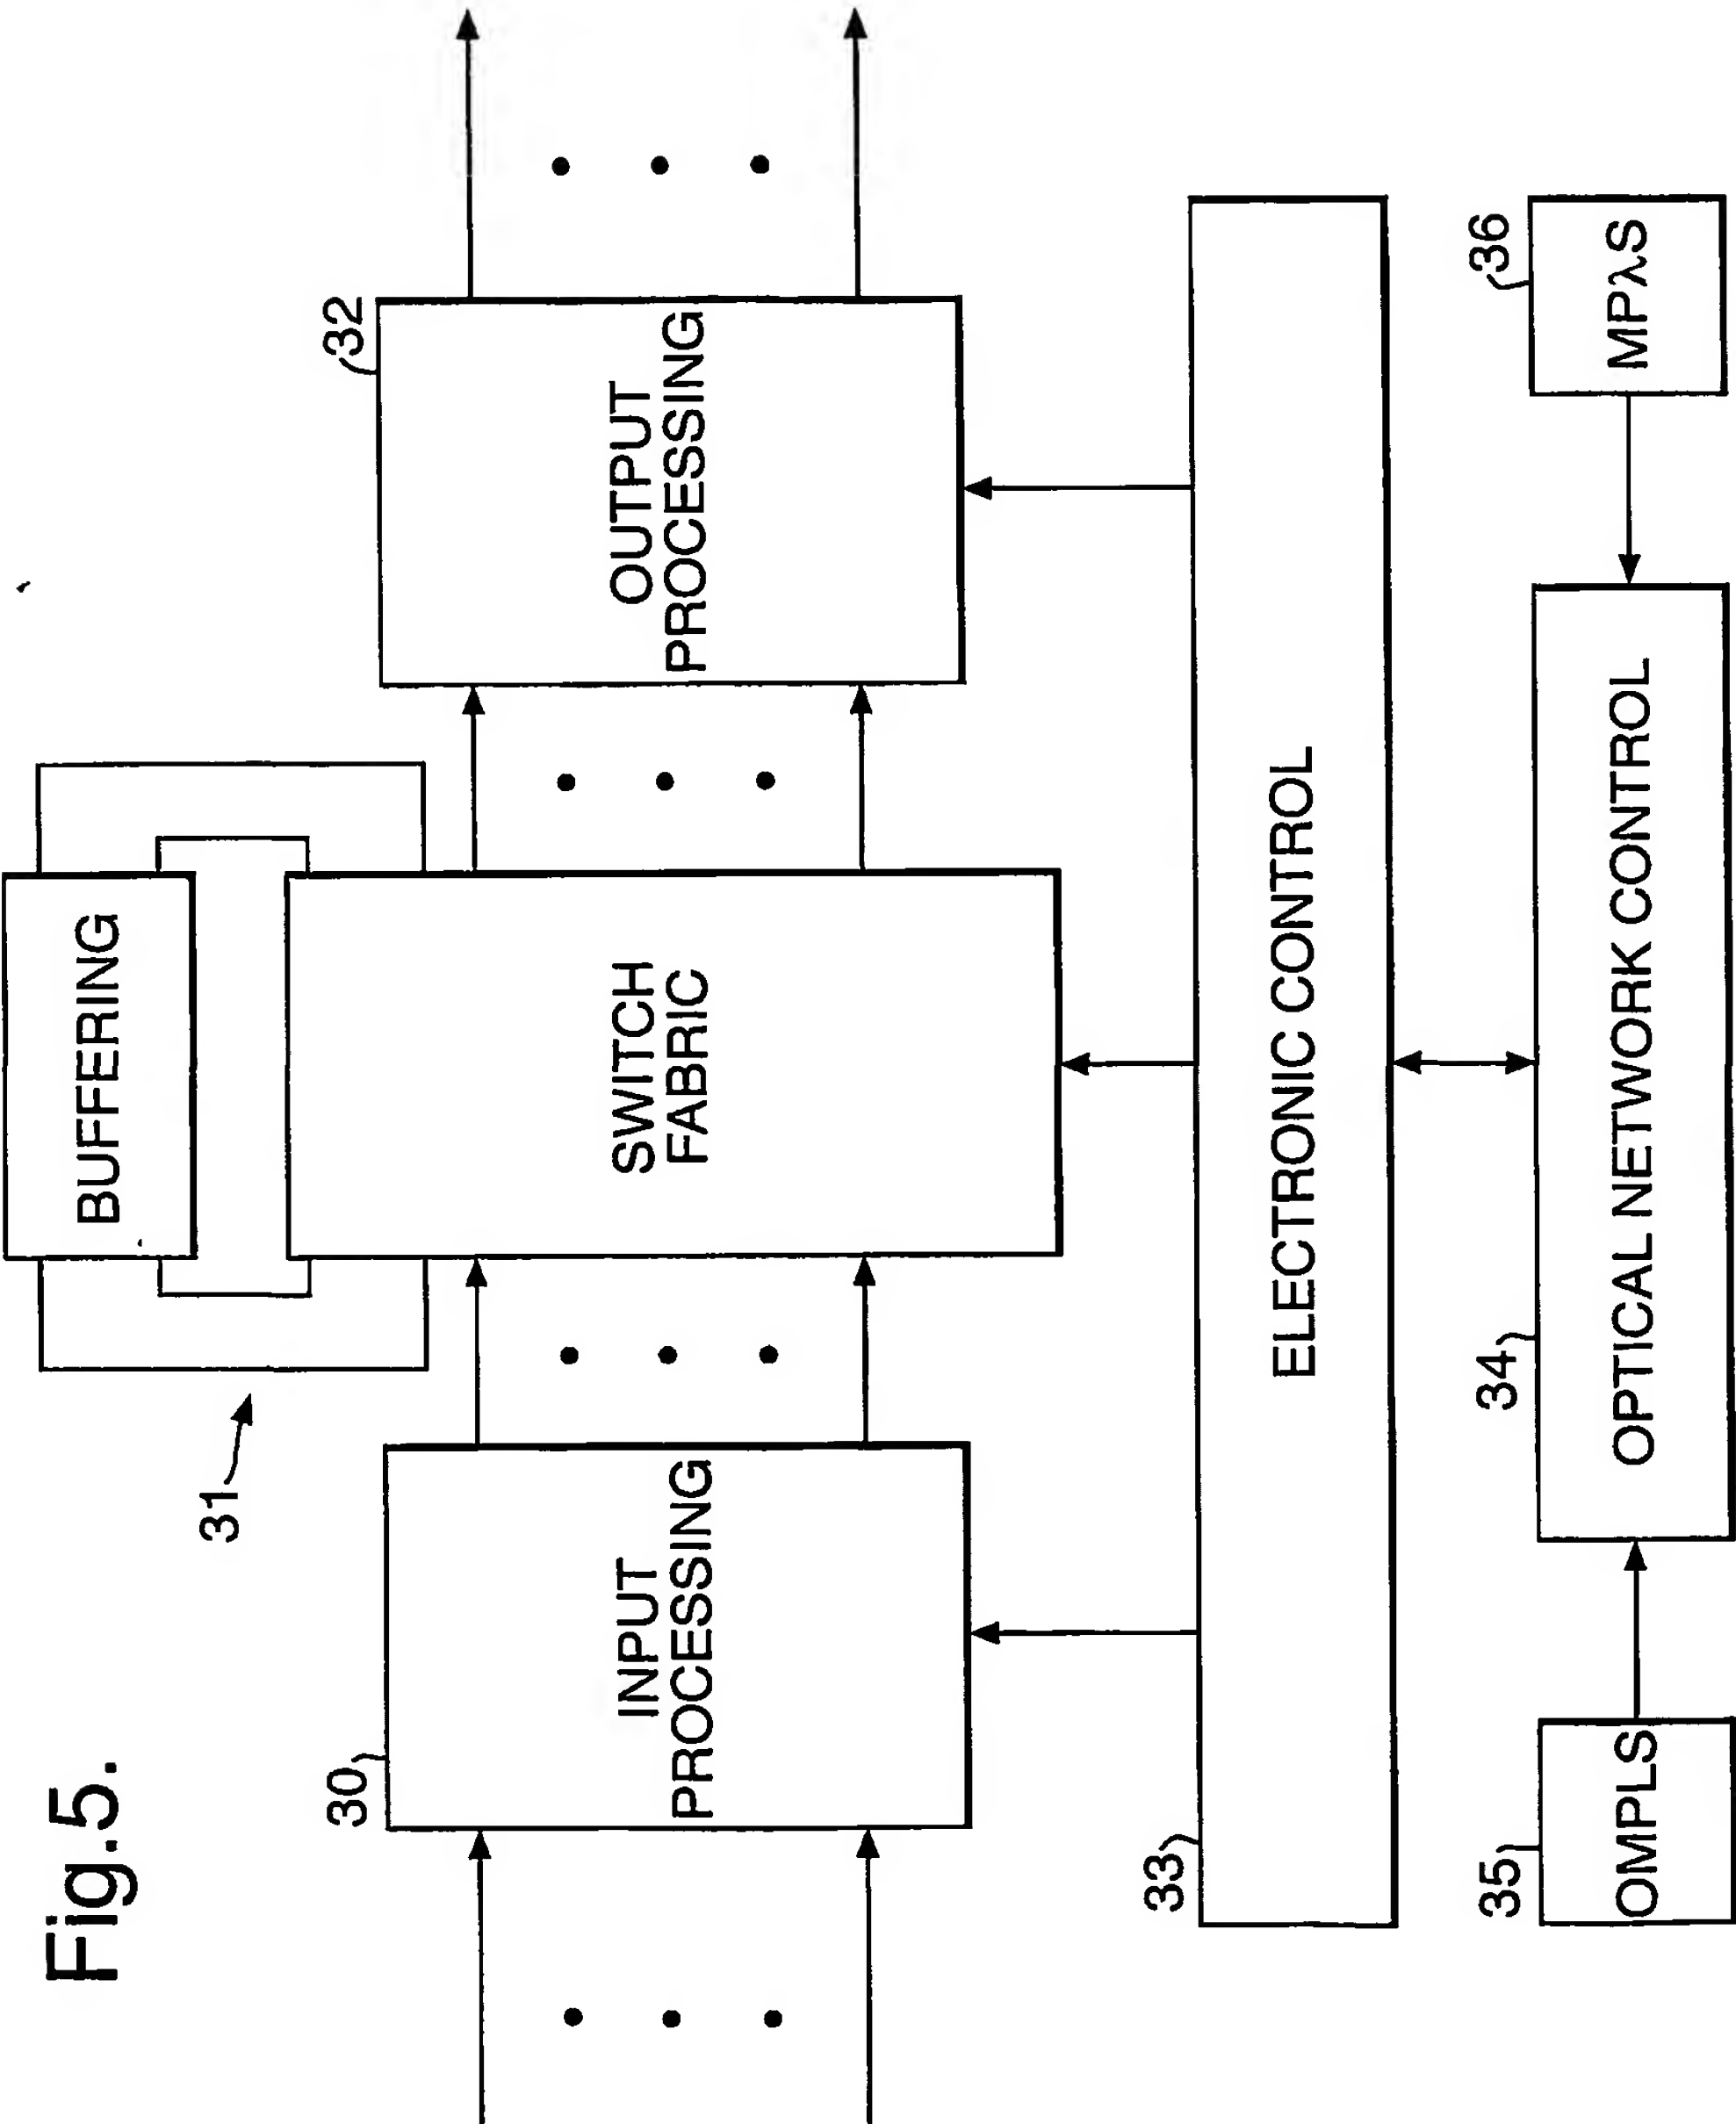 Fig.5.
31
BUFFERING
30
INPUT
PROCESSING
SWITCH
FABRIC
32
OUTPUT
PROCESSING
33
ELECTRONIC CONTROL
35
OMPLS
34
OPTICAL NETWORK CONTROL
36
MPλS